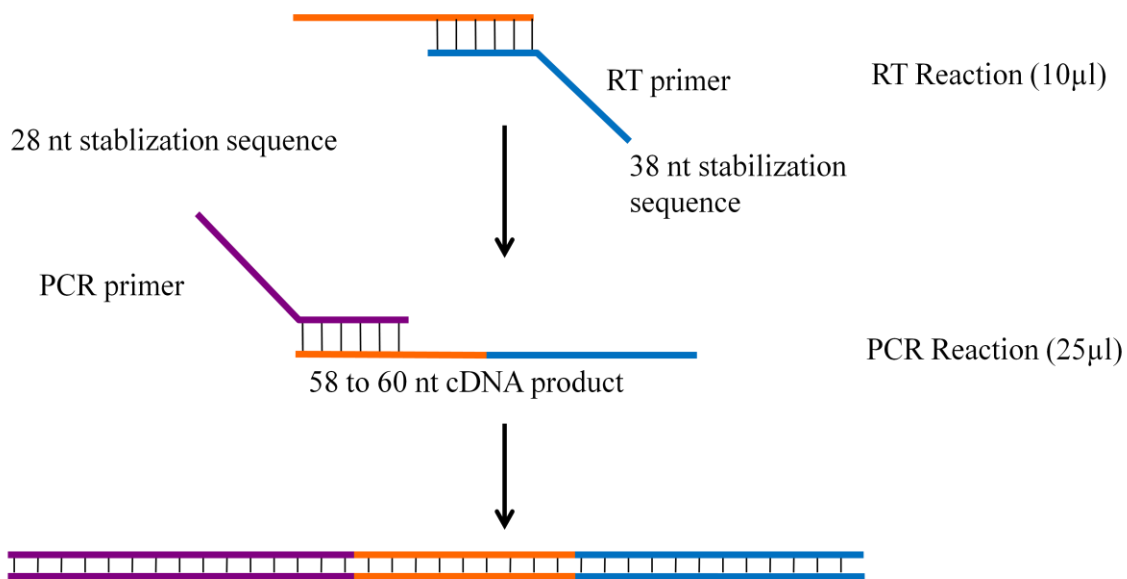 RT primer
RT Reaction (10µl)
28 nt stablization sequence
38 nt stabilization
sequence
PCR primer
PCR Reaction (25µl)
58 to 60 nt cDNA product